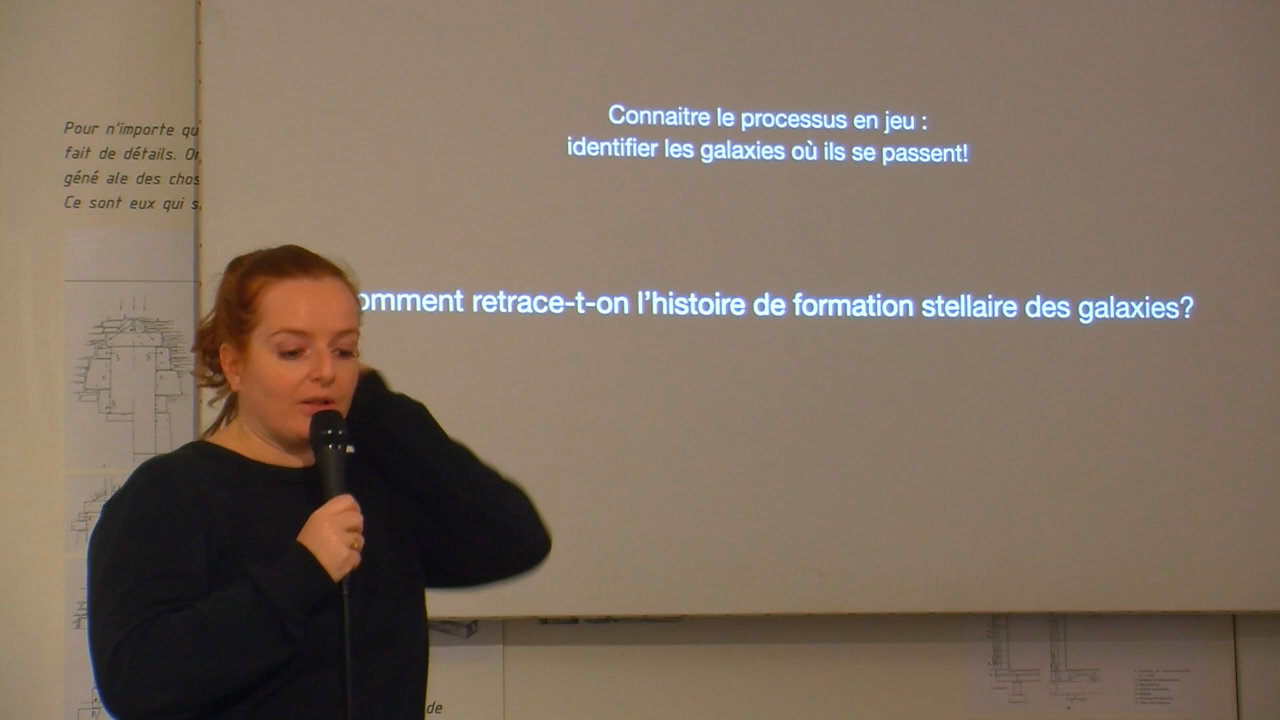 Pour n'importe qu
fait de détails. Or
géné ale des chos
Ce sont eux qui s
Connaitre le processus en jeu :
identifier les galaxies où ils se passent!
omment retrace-t-on l'histoire de formation stellaire des galaxies?
de